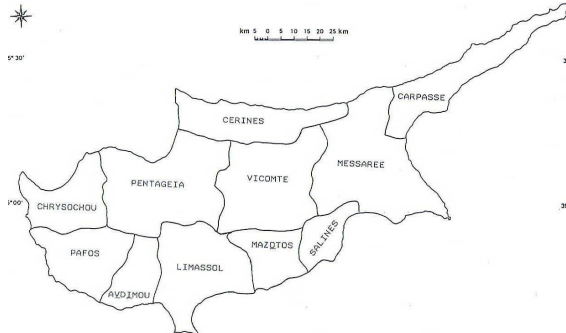 km 5 0 5 10 15 20 25 km
5° 30'
CARPASSE
CERINES
MESSAREE
PENTAGEIA
VICOMTE
CHRYSOCHOU
SALINES
PAFOS
MAZOTOS
LIMASSOL
AVDIMOU